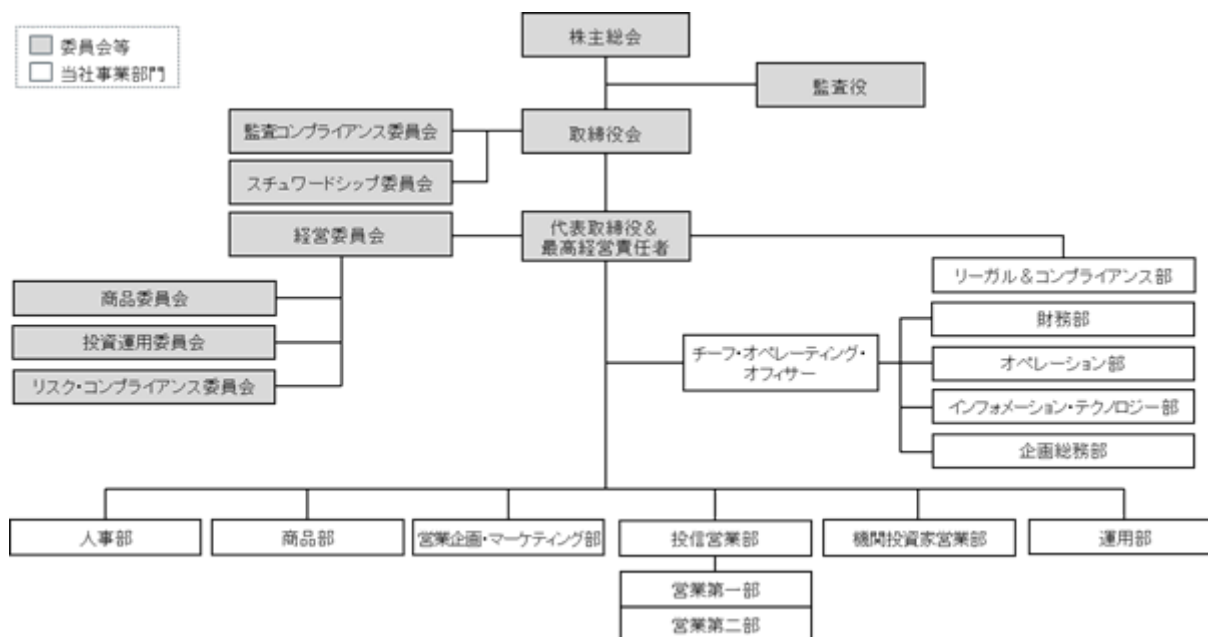 委員会等
当社事業部門
株主総会
監査役
監査コンプライアンス委員会
取締役会
スチュワードシップ委員会
経営委員会
代表取締役&
最高経営責任者
リーガル&コンプライアンス部
商品委員会
財務部
投資運用委員会
チーフ・オペレーティング・
オフィサー
オペレーション部
リスク・コンプライアンス委員会
インフォメーション・テクノロジー部
企画総務部
人事部
商品部
営業企画・マーケティング部
投信営業部
機関投資家営業部
運用部
営業第一部
営業第二部